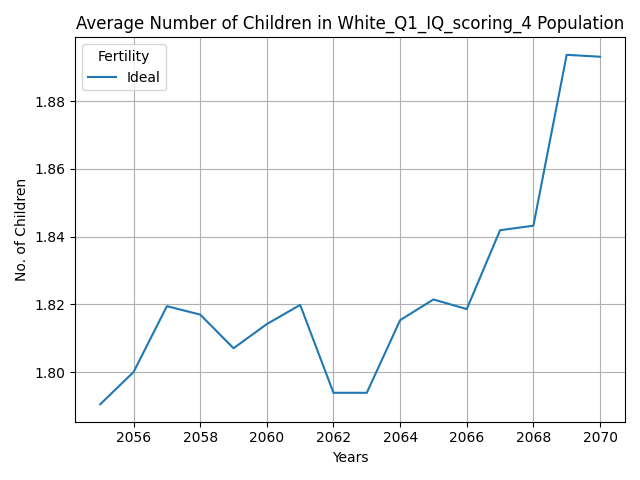 Average Number of Children in White_Q1_IQ_scoring_4 Population
Fertility
Ideal
No. of Children
1.88
1.86
1.84
1.82
1.80
2056 2058 2060 2062 2064 2066 2068 2070
Years